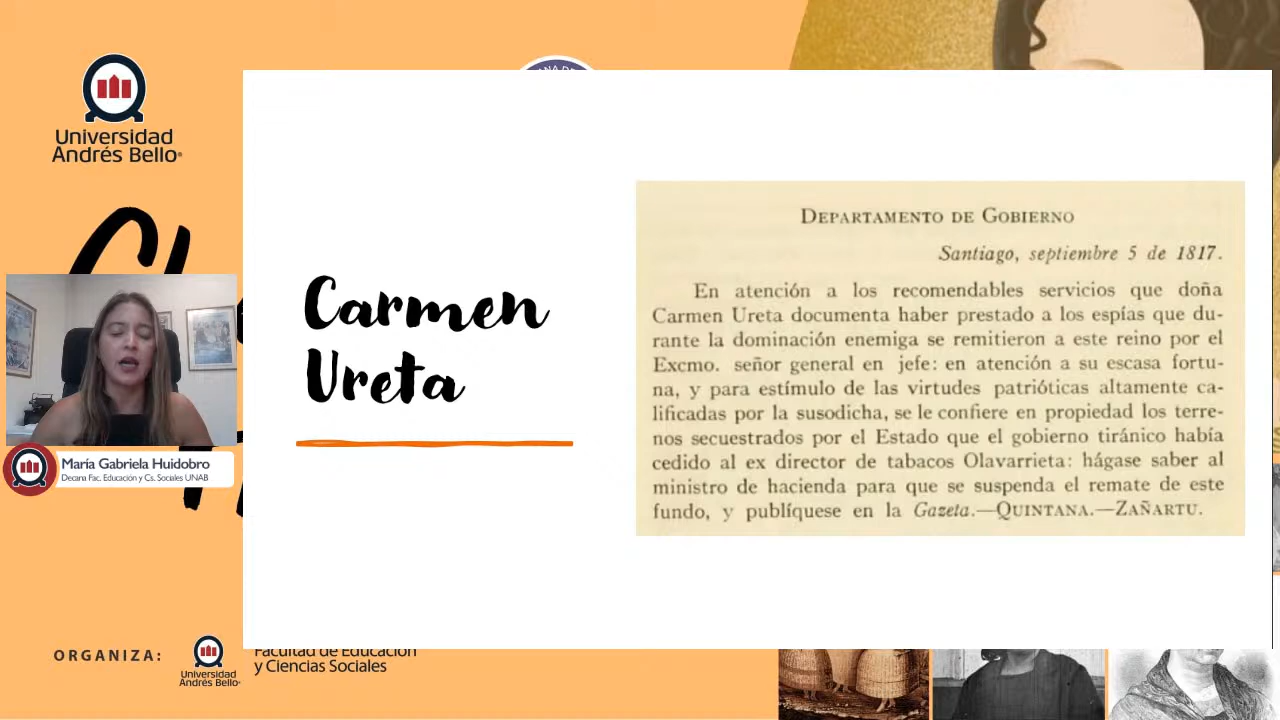 Universidad
Andrés Bello
María Gabriela Huidobro
Decana Fac. Educación y Cs. Sociales UNAB
ORGANIZA:
Universidad
Andrés Bello
Facultad de Educación
y Ciencias Sociales
Carmen
Ureta
DEPARTAMENTO DE GOBIERNO
Santiago, septiembre 5 de 1817.
En atención a los recomendables servicios que doña
Carmen Ureta documenta haber prestado a los espías que du-
rante la dominación enemiga se remitieron a este reino por el
Excmo. señor general en jefe: en atención a su escasa fortu-
na, y para estímulo de las virtudes patrióticas altamente ca-
lificadas por la susodicha, se le confiere en propiedad los terre-
nos secuestrados por el Estado que el gobierno tiránico había
cedido al ex director de tabacos Olavarrieta: hágase saber al
ministro de hacienda para que se suspenda el remate de este
fundo, y publíquese en la Gazeta.—QUINTANA.—ZAÑARTU.